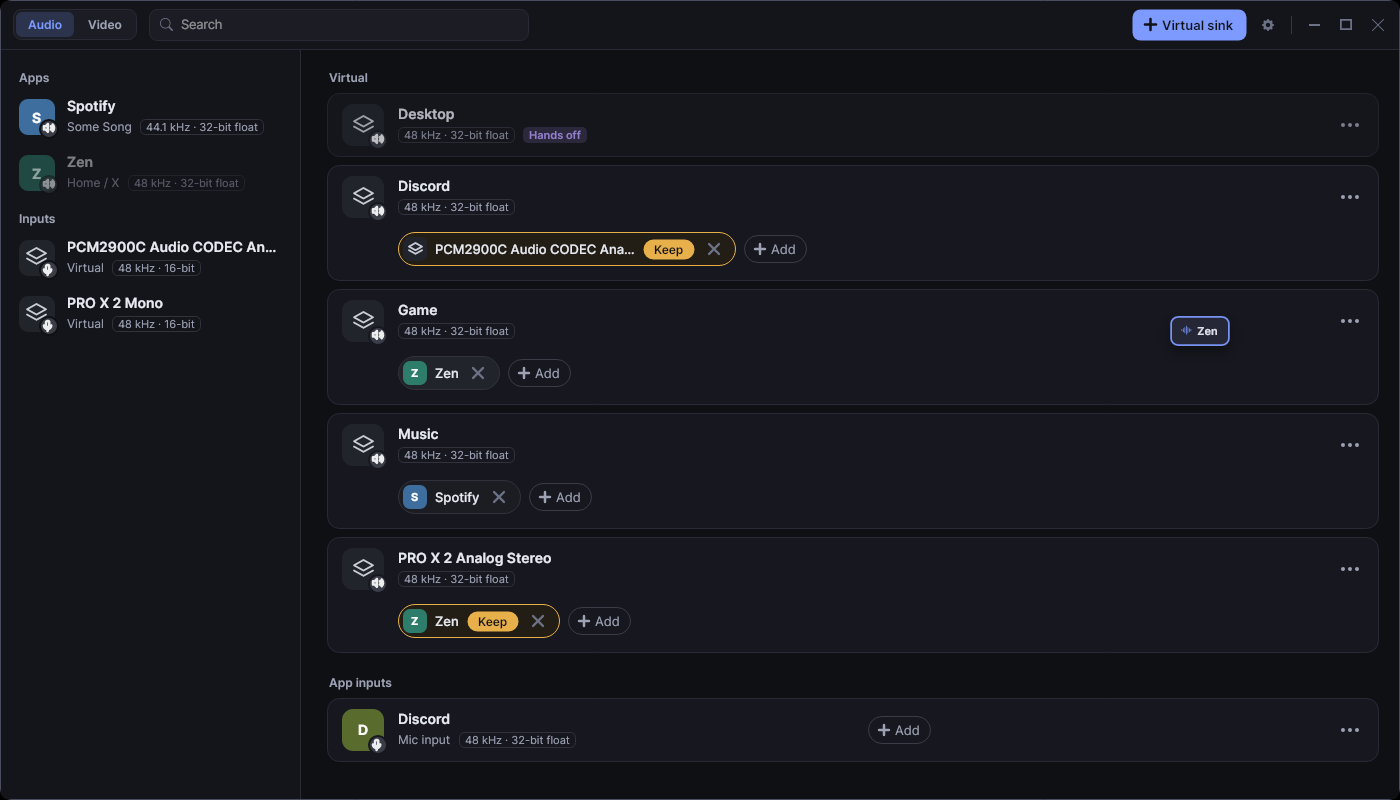 Audio
Video
Search
Virtual sink
Apps
S
Spotify
Some Song
44.1 kHz · 32-bit float
Z
Zen
Home / X
48 kHz · 32-bit float
Inputs
PCM2900C Audio CODEC An...
Virtual
48 kHz · 16-bit
PRO X 2 Mono
Virtual
48 kHz · 16-bit
Virtual
Desktop
48 kHz · 32-bit float
Hands off
Discord
48 kHz · 32-bit float
PCM2900C Audio CODEC Ana...
Keep
Add
Game
48 kHz · 32-bit float
Zen
Z
Zen
Add
Music
48 kHz · 32-bit float
S
Spotify
Add
PRO X 2 Analog Stereo
48 kHz · 32-bit float
Z
Zen
Keep
Add
App inputs
D
Discord
Mic input
48 kHz · 32-bit float
Add